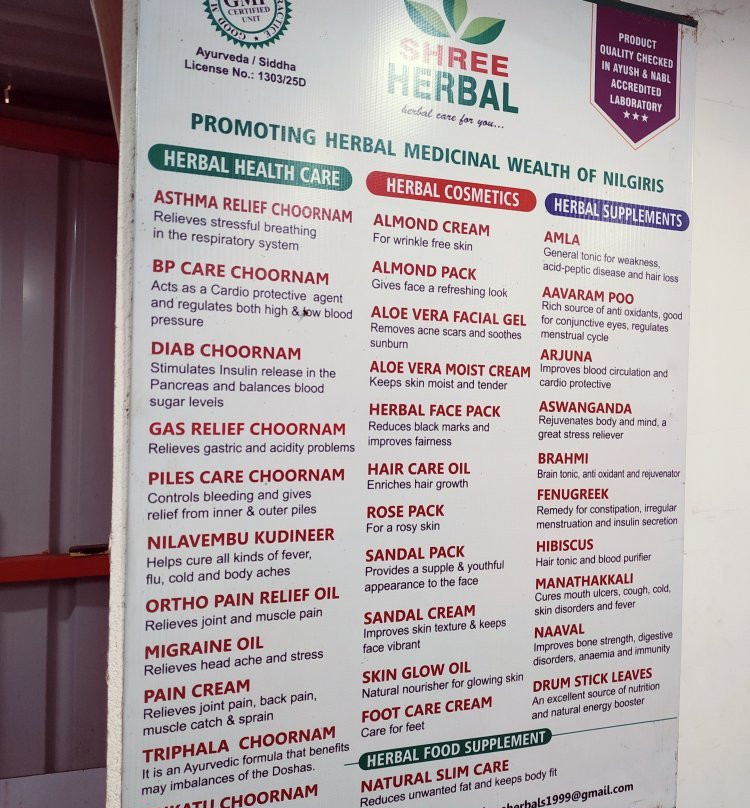 GMP
CERTIFIED
UNIT
Ayurveda / Siddha
License No.: 1303/25D
SHREE
HERBAL
herbal care for you...
PRODUCT
QUALITY CHECKED
IN AYUSH & NABL
ACCREDITED
LABORATORY
PROMOTING HERBAL MEDICINAL WEALTH OF NILGIRIS
HERBAL HEALTH CARE
ASTHMA RELIEF CHOORNAM
Relieves stressful breathing
in the respiratory system
BP CARE CHOORNAM
Acts as a Cardio protective agent
and regulates both high & low blood
pressure
DIAB CHOORNAM
Stimulates Insulin release in the
Pancreas and balances blood
sugar levels
GAS RELIEF CHOORNAM
Relieves gastric and acidity problems
PILES CARE CHOORNAM
Controls bleeding and gives
relief from inner & outer piles
NILAVEMBU KUDINEER
Helps cure all kinds of fever,
flu, cold and body aches
ORTHO PAIN RELIEF OIL
Relieves joint and muscle pain
MIGRAINE OIL
Relieves head ache and stress
PAIN CREAM
Relieves joint pain, back pain,
muscle catch & sprain
TRIPHALA CHOORNAM
It is an Ayurvedic formula that benefits
may imbalances of the Doshas.
CHOORNAM
HERBAL COSMETICS
ALMOND CREAM
For wrinkle free skin
ALMOND PACK
Gives face a refreshing look
ALOE VERA FACIAL GEL
Removes acne scars and soothes
sunburn
ALOE VERA MOIST CREAM
Keeps skin moist and tender
HERBAL FACE PACK
Reduces black marks and
improves fairness
HAIR CARE OIL
Enriches hair growth
ROSE PACK
For a rosy skin
SANDAL PACK
Provides a supple & youthful
appearance to the face
SANDAL CREAM
Improves skin texture & keeps
face vibrant
SKIN GLOW OIL
Natural nourisher for glowing skin
FOOT CARE CREAM
Care for feet
HERBAL SUPPLEMENTS
AMLA
General tonic for weakness,
acid-peptic disease and hair loss
AAVARAM POO
Rich source of anti oxidants, good
for conjunctive eyes, regulates
menstrual cycle
ARJUNA
Improves blood circulation and
cardio protective
ASWANGANDA
Rejuvenates body and mind, a
great stress reliever
BRAHMI
Brain tonic, anti oxidant and rejuvenator
FENUGREEK
Remedy for constipation, irregular
menstruation and insulin secretion
HIBISCUS
Hair tonic and blood purifier
MANATHAKKALI
Cures mouth ulcers, cough, cold,
skin disorders and fever
NAAVAL
Improves bone strength, digestive
disorders, anaemia and immunity
DRUM STICK LEAVES
An excellent source of nutrition
and natural energy booster
HERBAL FOOD SUPPLEMENT
NATURAL SLIM CARE
Reduces unwanted fat and keeps body fit